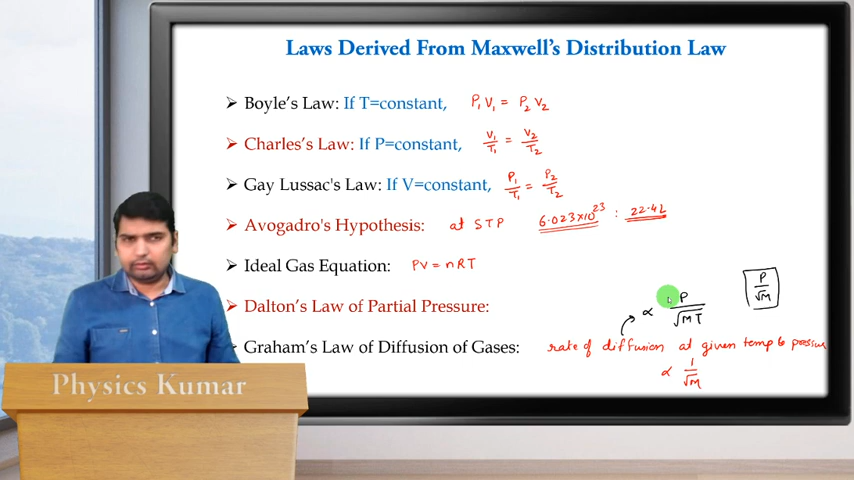 Laws Derived From Maxwell's Distribution Law
➢ Boyle's Law: If T=constant, P₁V₁ = P₂V₂
➢ Charles's Law: If P=constant, V₁/T₁ = V₂/T₂
➢ Gay Lussac's Law: If V=constant, P₁/T₁ = P₂/T₂
➢ Avogadro's Hypothesis: at STP 6.023×10²³ : 22.4L
➢ Ideal Gas Equation: PV = nRT
P/√M
➢ Dalton's Law of Partial Pressure:
∝ P/√MT
Graham's Law of Diffusion of Gases: rate of diffusion at given temp & pressure
∝ 1/√M
Physics Kumar